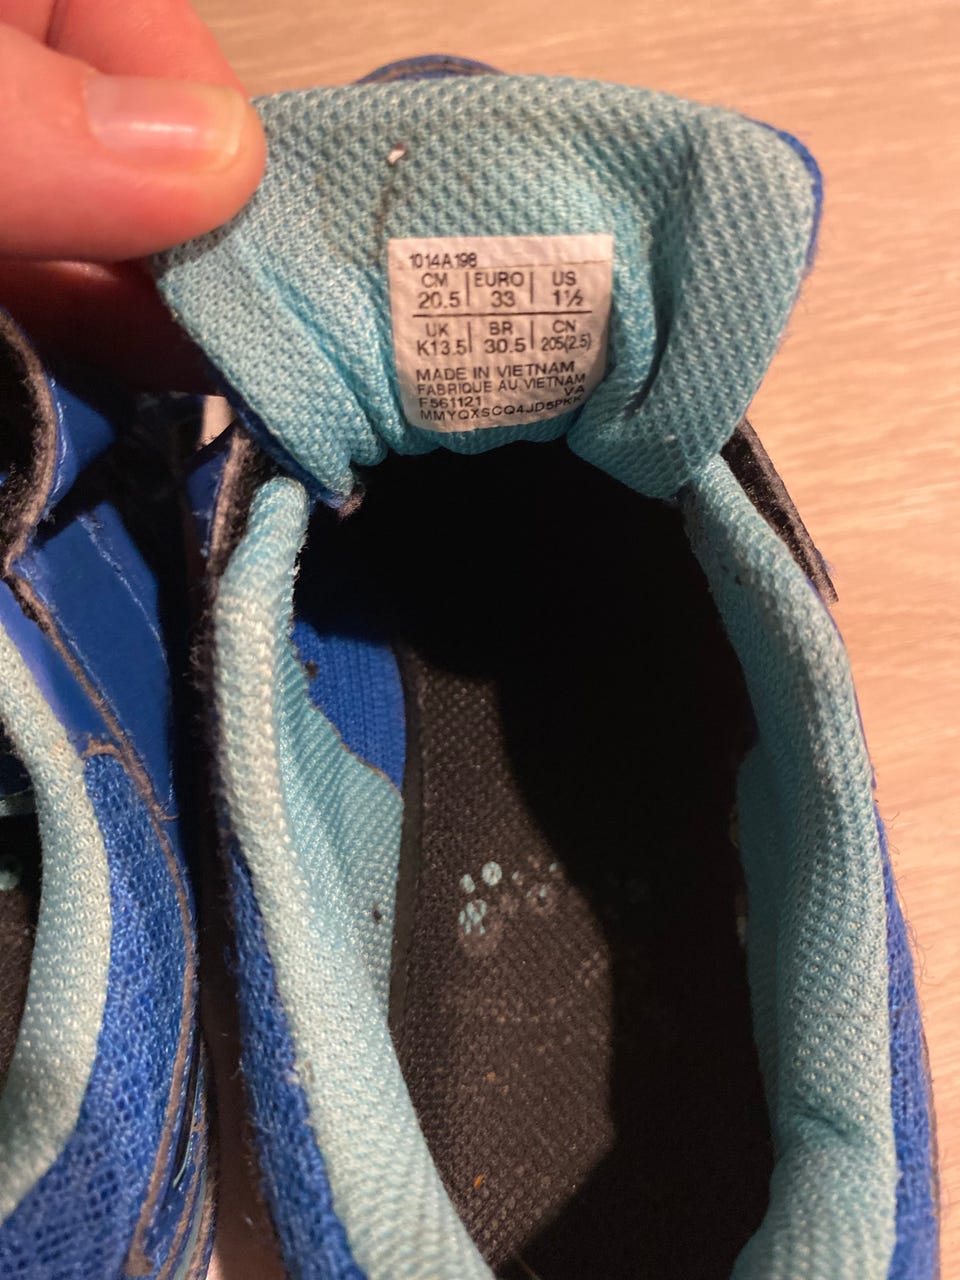 1014A198
CM | EURO | US
20.5 | 33 | 1½
UK | BR | CN
K13.5 | 30.5 | 205(2.5)
MADE IN VIETNAM
FABRIQUE AU VIETNAM
F561121 VA
MMYQXSCQ4JD5PKK